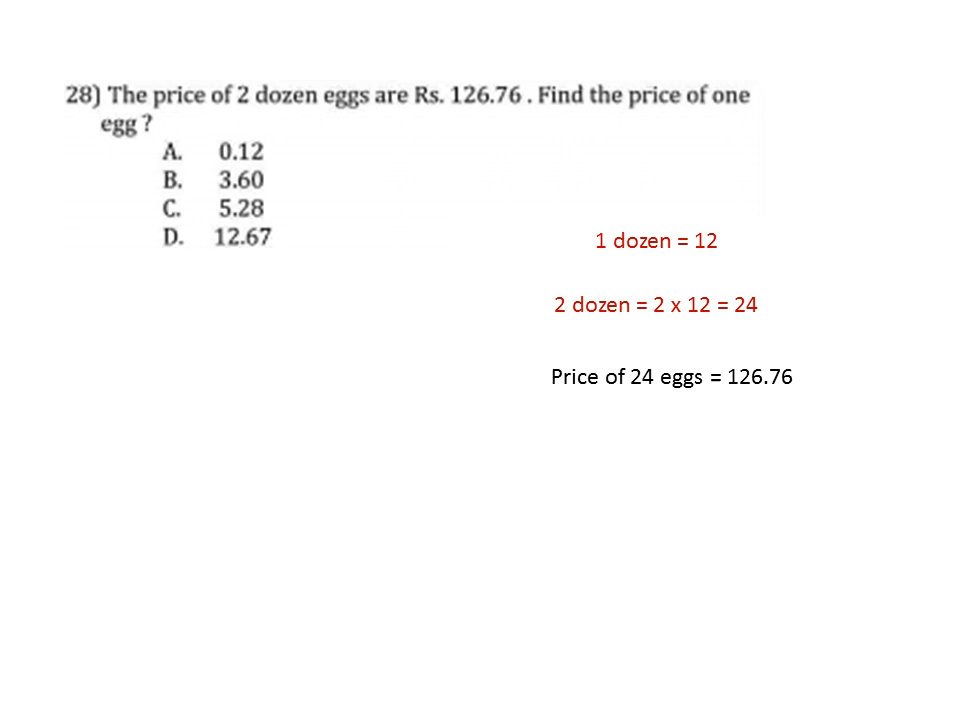 28) The price of 2 dozen eggs are Rs. 126.76 . Find the price of one
egg ?
A. 0.12
B. 3.60
C. 5.28
D. 12.67
1 dozen = 12
2 dozen = 2 x 12 = 24
Price of 24 eggs = 126.76